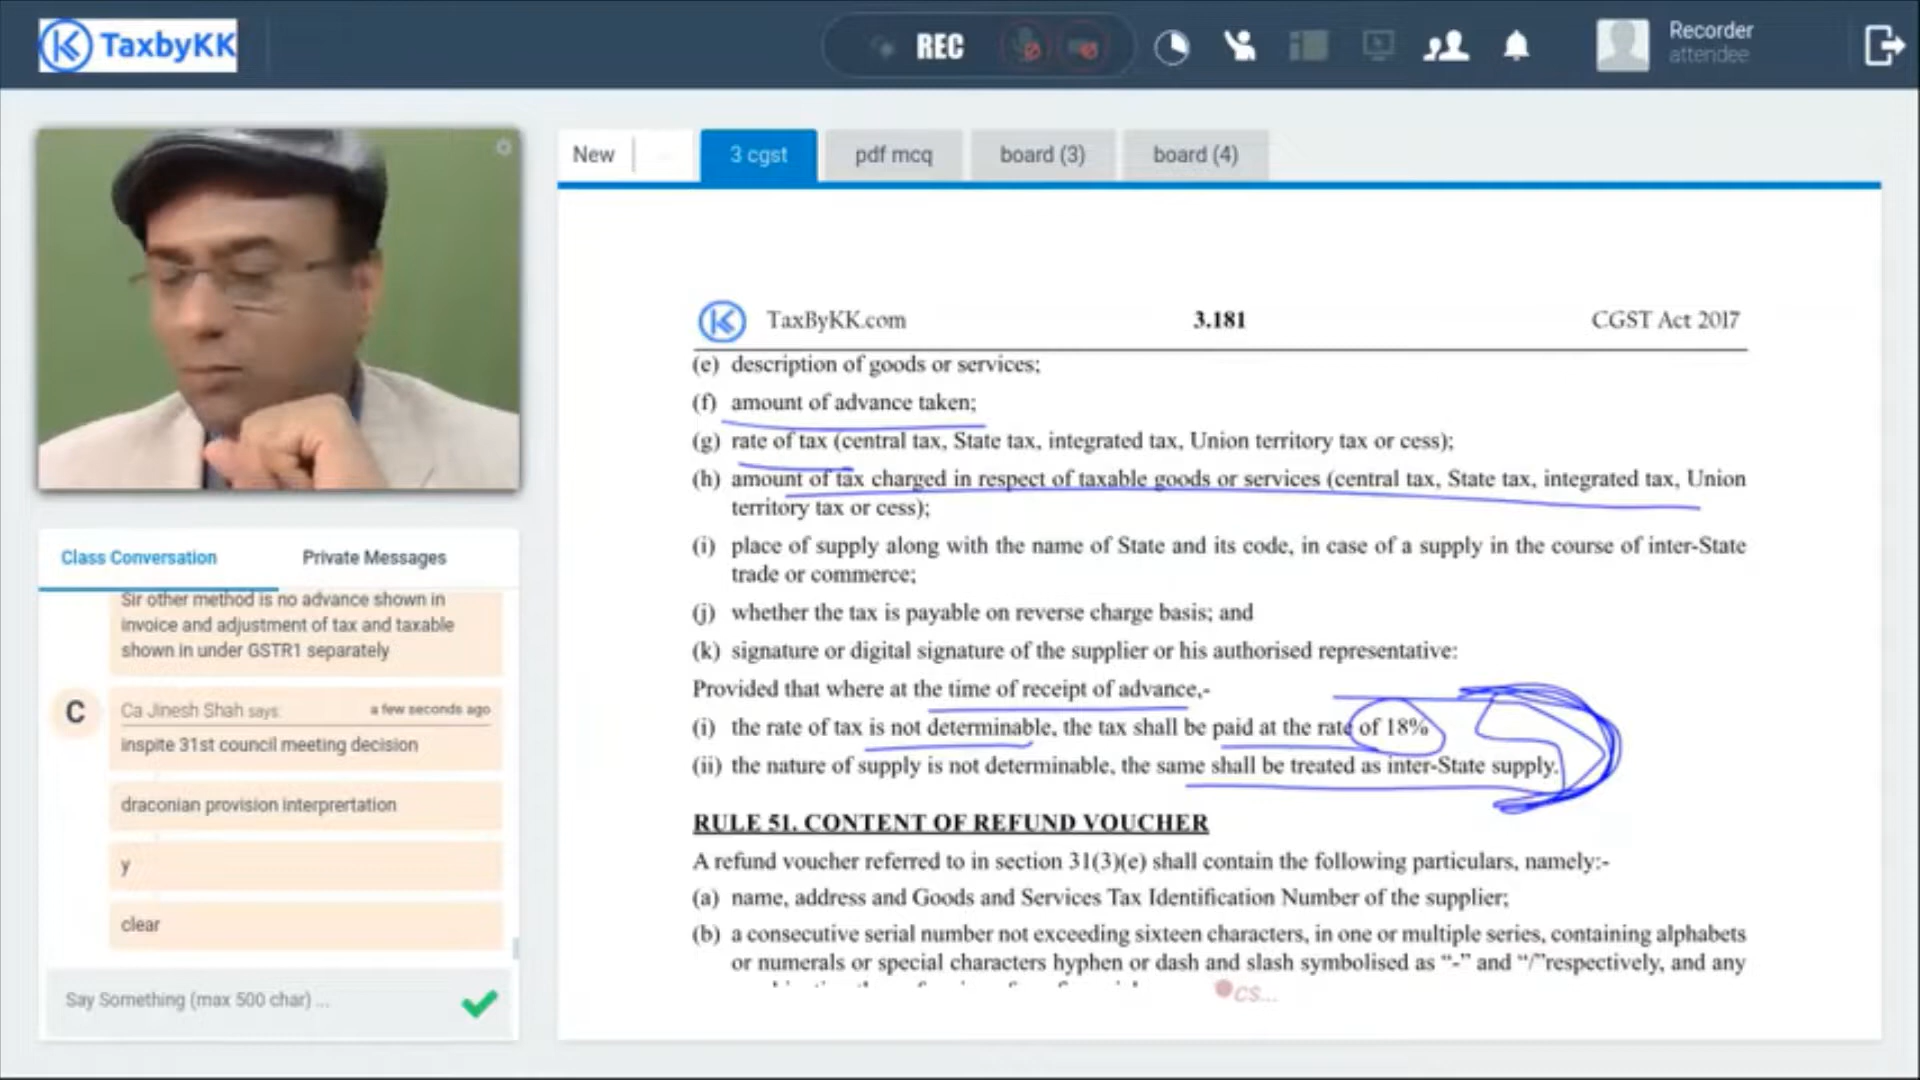 TaxbyKK
REC
Recorder
attendee
New
3 cgst
pdf mcq
board (3)
board (4)
TaxByKK.com 3.181 CGST Act 2017
(e) description of goods or services;
(f) amount of advance taken;
(g) rate of tax (central tax, State tax, integrated tax, Union territory tax or cess);
(h) amount of tax charged in respect of taxable goods or services (central tax, State tax, integrated tax, Union
territory tax or cess);
(i) place of supply along with the name of State and its code, in case of a supply in the course of inter-State
trade or commerce;
(j) whether the tax is payable on reverse charge basis; and
(k) signature or digital signature of the supplier or his authorised representative:
Provided that where at the time of receipt of advance,-
(i) the rate of tax is not determinable, the tax shall be paid at the rate of 18%
(ii) the nature of supply is not determinable, the same shall be treated as inter-State supply.
RULE 51. CONTENT OF REFUND VOUCHER
A refund voucher referred to in section 31(3)(e) shall contain the following particulars, namely:-
(a) name, address and Goods and Services Tax Identification Number of the supplier;
(b) a consecutive serial number not exceeding sixteen characters, in one or multiple series, containing alphabets
or numerals or special characters hyphen or dash and slash symbolised as “-” and “/”respectively, and any
cs...
Class Conversation
Private Messages
Sir other method is no advance shown in
invoice and adjustment of tax and taxable
shown in under GSTR1 separately
C
Ca Jinesh Shah says: a few seconds ago
inspite 31st council meeting decision
draconian provision interprertation
y
clear
Say Something (max 500 char) ...